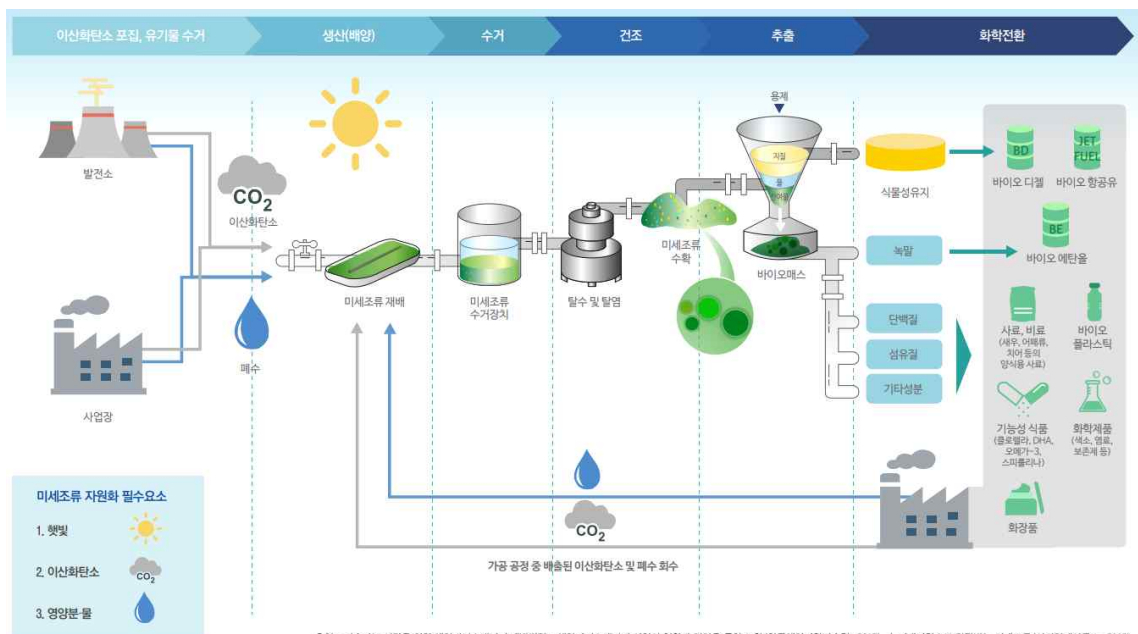 이산화탄소 포집, 유기물 수거
생산(배양)
수거
건조
추출
화학전환
발전소
CO2
이산화탄소
사업장
폐수
미세조류 재배
미세조류
수거장치
탈수 및 탈염
미세조류
수확
용제
지질
물
바이오매스
식물성유지
녹말
단백질
섬유질
기타성분
BD
바이오 디젤
JET
FUEL
바이오 항공유
BE
바이오 에탄올
사료, 비료
(새우, 어패류,
치어 등의
양식용 사료)
바이오
플라스틱
기능성 식품
(클로렐라, DHA,
오메가-3,
스피룰리나)
화학제품
(색소, 염료,
보존제 등)
화장품
CO2
가공 공정 중 배출된 이산화탄소 및 폐수 회수
미세조류 자원화 필수요소
1. 햇빛
2. 이산화탄소
CO2
3. 영양분·물